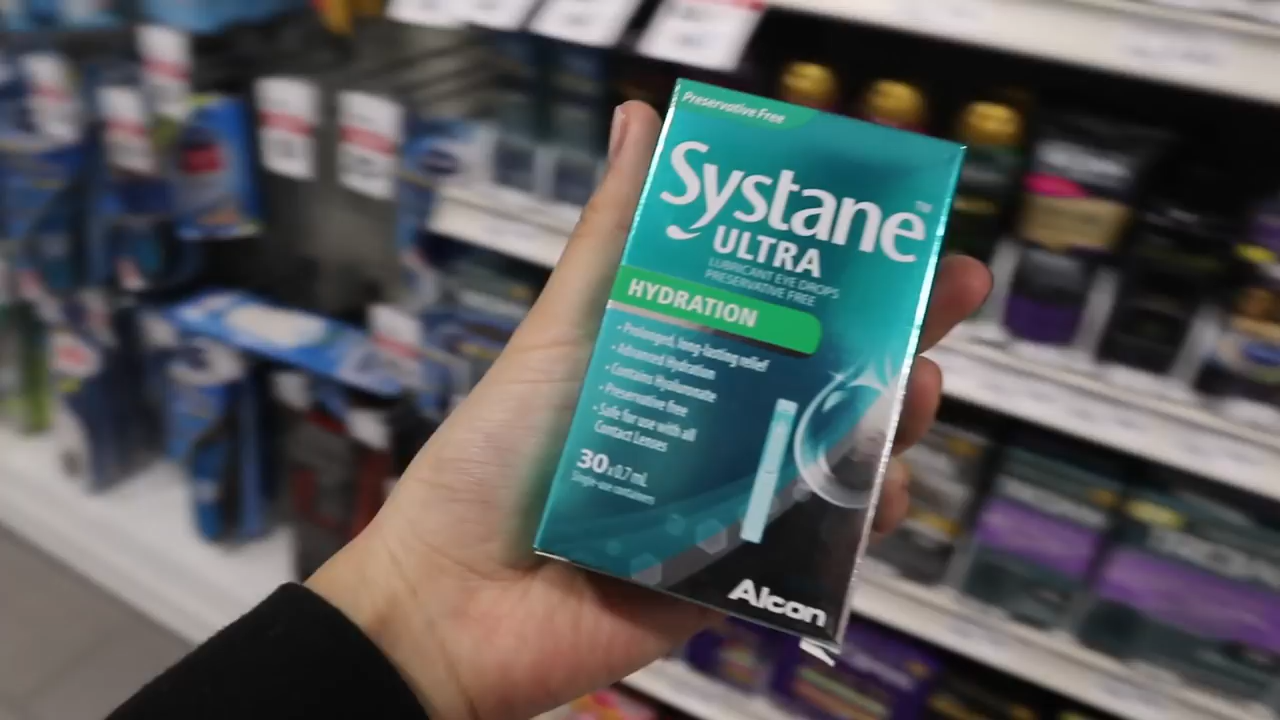 Preservative Free
Systane™
ULTRA
LUBRICANT EYE DROPS
PRESERVATIVE FREE
HYDRATION
• Prolonged, long-lasting relief
• Advanced Hydration
• Contains Hyaluronate
• Preservative free
• Safe for use with all
Contact Lenses
30 x 0.7 mL
Single-use containers
Alcon